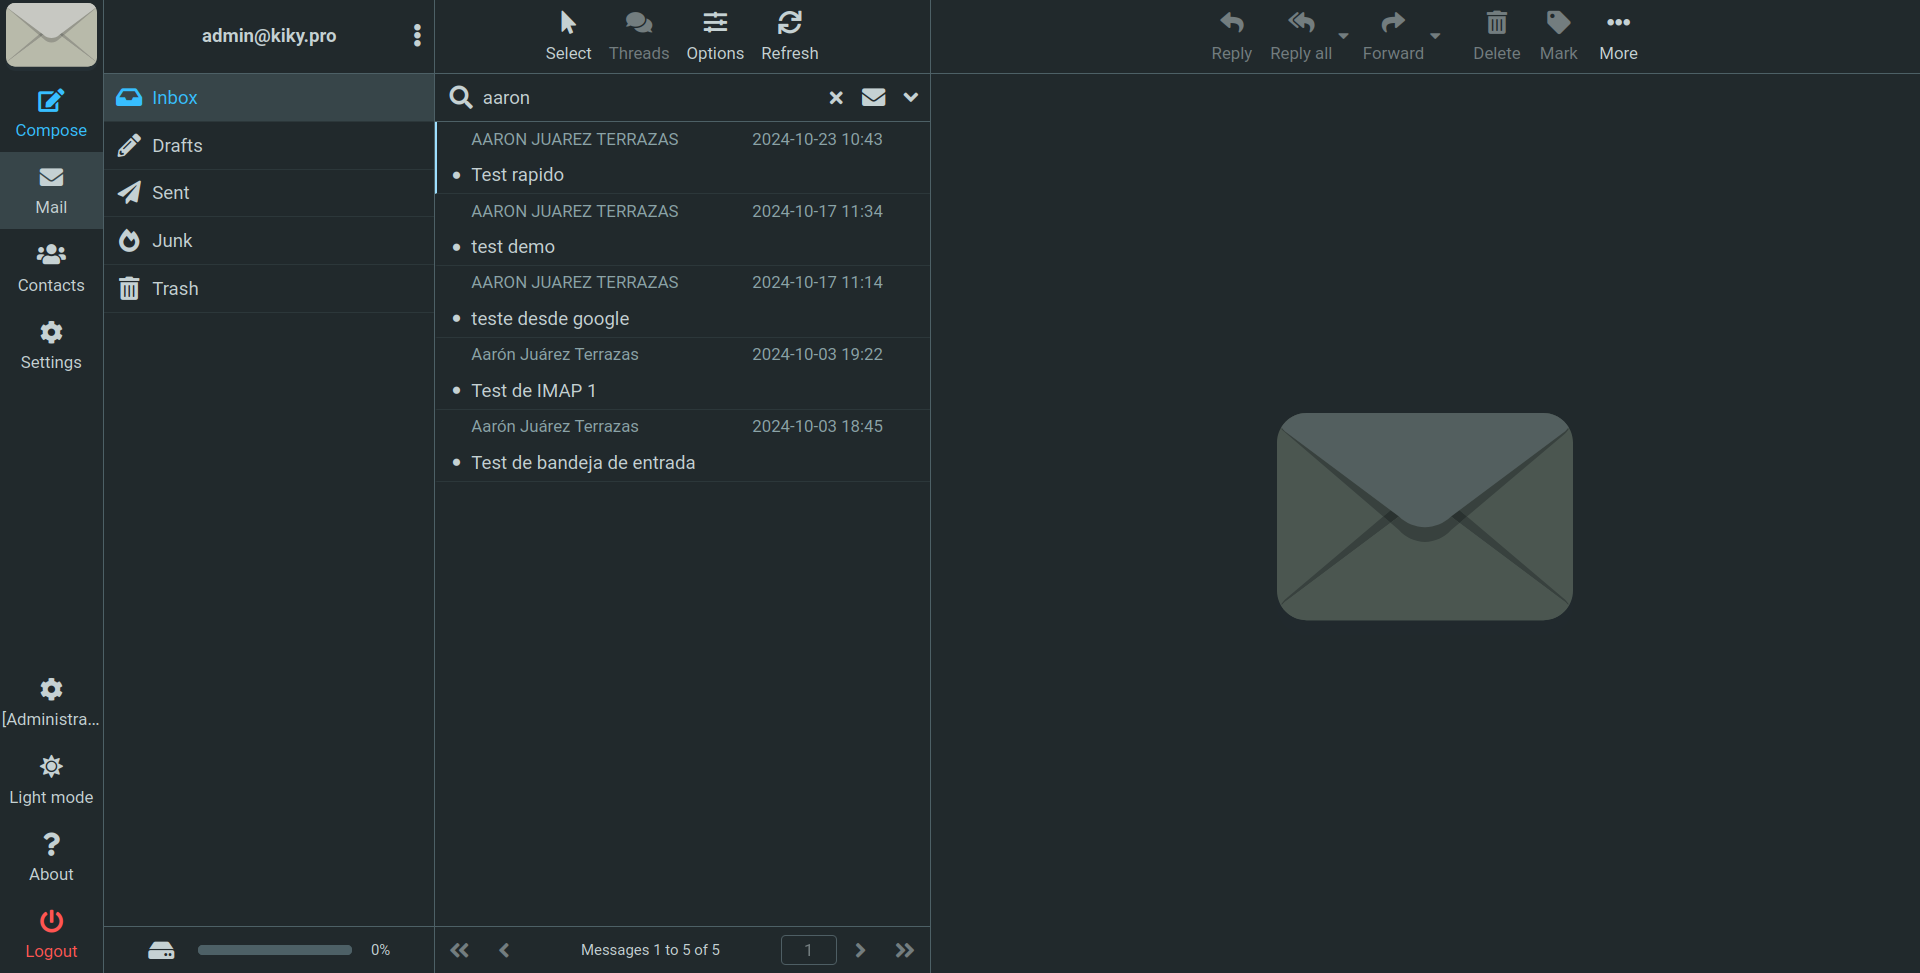 admin@kiky.pro
Compose
Mail
Contacts
Settings
[Administra...
Light mode
About
Logout
Inbox
Drafts
Sent
Junk
Trash
0%
Select
Threads
Options
Refresh
aaron
AARON JUAREZ TERRAZAS 2024-10-23 10:43
Test rapido
AARON JUAREZ TERRAZAS 2024-10-17 11:34
test demo
AARON JUAREZ TERRAZAS 2024-10-17 11:14
teste desde google
Aarón Juárez Terrazas 2024-10-03 19:22
Test de IMAP 1
Aarón Juárez Terrazas 2024-10-03 18:45
Test de bandeja de entrada
Messages 1 to 5 of 5
1
Reply
Reply all
Forward
Delete
Mark
More